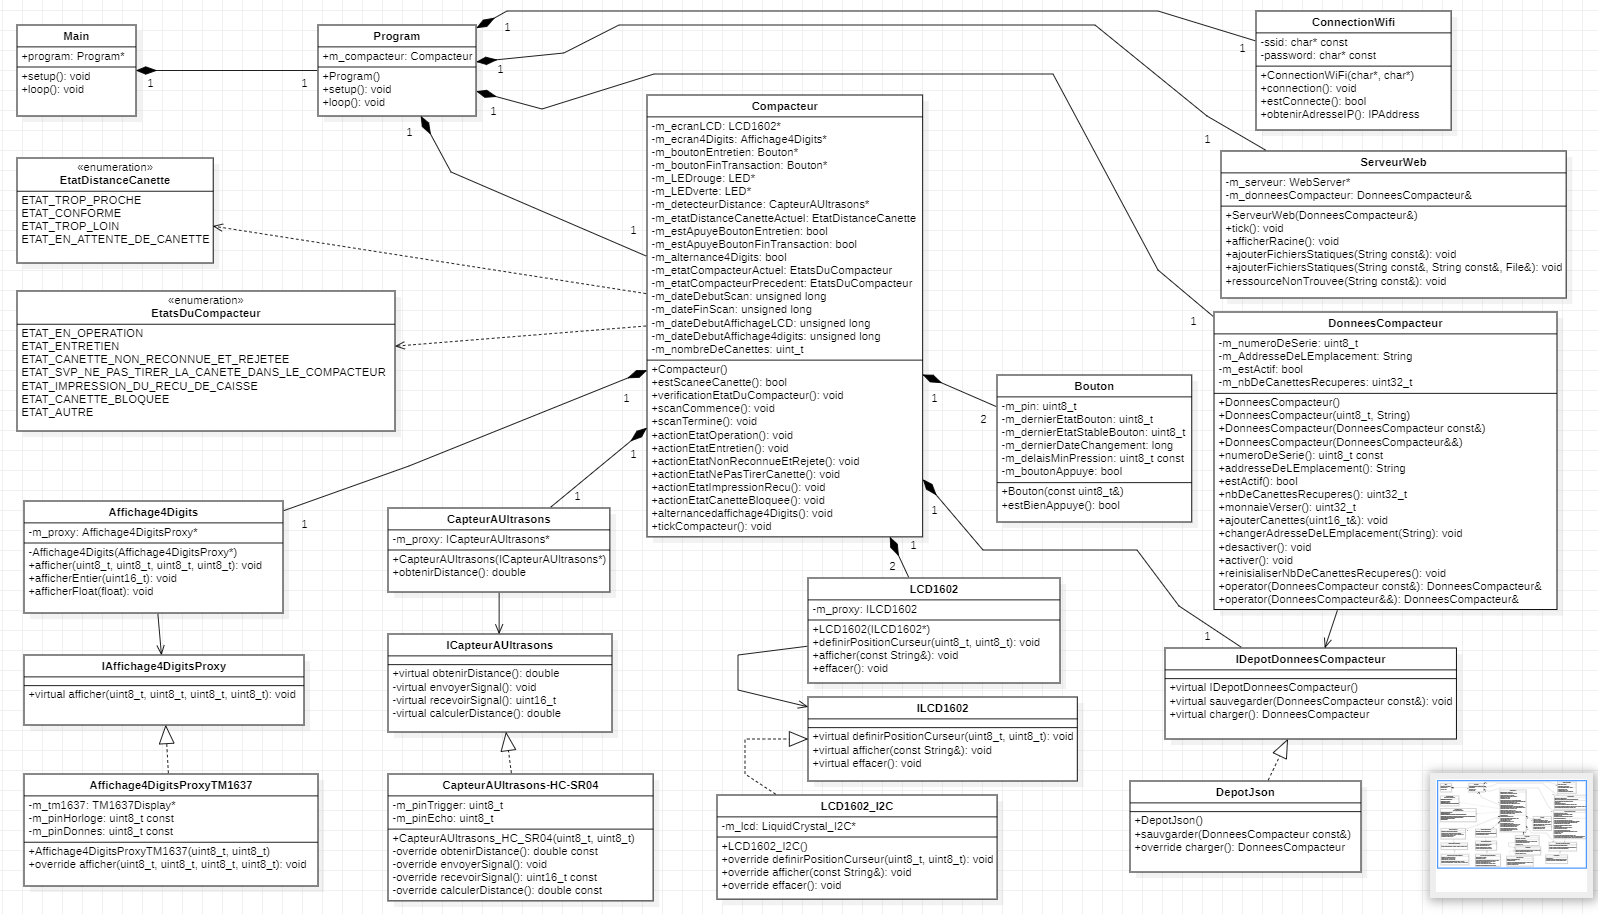 Main
+program: Program*
+setup(): void
+loop(): void
1
1
Program
+m_compacteur: Compacteur
+Program()
+setup(): void
+loop(): void
1
1
1
1
ConnectionWifi
-ssid: char* const
-password: char* const
+ConnectionWiFi(char*, char*)
+connection(): void
+estConnecte(): bool
+obtenirAdresseIP(): IPAddress
1
1
ServeurWeb
-m_serveur: WebServer*
-m_donneesCompacteur: DonneesCompacteur&
+ServeurWeb(DonneesCompacteur&)
+tick(): void
+afficherRacine(): void
+ajouterFichiersStatiques(String const&): void
+ajouterFichiersStatiques(String const&, String const&, File&): void
+ressourceNonTrouvee(String const&): void
«enumeration»
EtatDistanceCanette
ETAT_TROP_PROCHE
ETAT_CONFORME
ETAT_TROP_LOIN
ETAT_EN_ATTENTE_DE_CANETTE
«enumeration»
EtatsDuCompacteur
ETAT_EN_OPERATION
ETAT_ENTRETIEN
ETAT_CANETTE_NON_RECONNUE_ET_REJETEE
ETAT_SVP_NE_PAS_TIRER_LA_CANETE_DANS_LE_COMPACTEUR
ETAT_IMPRESSION_DU_RECU_DE_CAISSE
ETAT_CANETTE_BLOQUEE
ETAT_AUTRE
1
Compacteur
-m_ecranLCD: LCD1602*
-m_ecran4Digits: Affichage4Digits*
-m_boutonEntretien: Bouton*
-m_boutonFinTransaction: Bouton*
-m_LEDrouge: LED*
-m_LEDverte: LED*
-m_detecteurDistance: CapteurAUltrasons*
-m_etatDistanceCanetteActuel: EtatDistanceCanette
-m_estApuyeBoutonEntretien: bool
-m_estApuyeBoutonFinTransaction: bool
-m_alternance4Digits: bool
-m_etatCompacteurActuel: EtatsDuCompacteur
-m_etatCompacteurPrecedent: EtatsDuCompacteur
-m_dateDebutScan: unsigned long
-m_dateFinScan: unsigned long
-m_dateDebutAffichageLCD: unsigned long
-m_dateDebutAffichage4digits: unsigned long
-m_nombreDeCanettes: uint_t
+Compacteur()
+estScaneeCanette(): bool
+verificationEtatDuCompacteur(): void
+scanCommence(): void
+scanTermine(): void
+actionEtatOperation(): void
+actionEtatEntretien(): void
+actionEtatNonReconnueEtRejete(): void
+actionEtatNePasTirerCanette(): void
+actionEtatImpressionRecu(): void
+actionEtatCanetteBloquee(): void
+alternancedaffichage4Digits(): void
+tickCompacteur(): void
1
1
1
1
1
Bouton
-m_pin: uint8_t
-m_dernierEtatBouton: uint8_t
-m_dernierEtatStableBouton: uint8_t
-m_dernierDateChangement: long
-m_delaisMinPression: uint8_t const
-m_boutonAppuye: bool
+Bouton(const uint8_t&)
+estBienAppuye(): bool
2
1
DonneesCompacteur
-m_numeroDeSerie: uint8_t
-m_AddresseDeLEmplacement: String
-m_estActif: bool
-m_nbDeCanettesRecuperes: uint32_t
+DonneesCompacteur()
+DonneesCompacteur(uint8_t, String)
+DonneesCompacteur(DonneesCompacteur const&)
+DonneesCompacteur(DonneesCompacteur&&)
+numeroDeSerie(): uint8_t const
+addresseDeLEmplacement(): String
+estActif(): bool
+nbDeCanettesRecuperes(): uint32_t
+monnaieVerser(): uint32_t
+ajouterCanettes(uint16_t&): void
+changerAdresseDeLEmplacement(String): void
+desactiver(): void
+activer(): void
+reinisialiserNbDeCanettesRecuperes(): void
+operator(DonneesCompacteur const&): DonneesCompacteur&
+operator(DonneesCompacteur&&): DonneesCompacteur&
Affichage4Digits
-m_proxy: Affichage4DigitsProxy*
-Affichage4Digits(Affichage4DigitsProxy*)
+afficher(uint8_t, uint8_t, uint8_t, uint8_t): void
+afficherEntier(uint16_t): void
+afficherFloat(float): void
1
CapteurAUltrasons
-m_proxy: ICapteurAUltrasons*
+CapteurAUltrasons(ICapteurAUltrasons*)
+obtenirDistance(): double
1
LCD1602
-m_proxy: ILCD1602
+LCD1602(ILCD1602*)
+definirPositionCurseur(uint8_t, uint8_t): void
+afficher(const String&): void
+effacer(): void
2
IAffichage4DigitsProxy
+virtual afficher(uint8_t, uint8_t, uint8_t, uint8_t): void
ICapteurAUltrasons
+virtual obtenirDistance(): double
-virtual envoyerSignal(): void
-virtual recevoirSignal(): uint16_t
-virtual calculerDistance(): double
ILCD1602
+virtual definirPositionCurseur(uint8_t, uint8_t): void
+virtual afficher(const String&): void
+virtual effacer(): void
1
IDepotDonneesCompacteur
+virtual IDepotDonneesCompacteur()
+virtual sauvegarder(DonneesCompacteur const&): void
+virtual charger(): DonneesCompacteur
Affichage4DigitsProxyTM1637
-m_tm1637: TM1637Display*
-m_pinHorloge: uint8_t const
-m_pinDonnes: uint8_t const
+Affichage4DigitsProxyTM1637(uint8_t, uint8_t)
+override afficher(uint8_t, uint8_t, uint8_t, uint8_t): void
CapteurAUltrasons-HC-SR04
-m_pinTrigger: uint8_t
-m_pinEcho: uint8_t
+CapteurAUltrasons_HC_SR04(uint8_t, uint8_t)
-override obtenirDistance(): double const
-override envoyerSignal(): void
-override recevoirSignal(): uint16_t const
-override calculerDistance(): double const
LCD1602_I2C
-m_lcd: LiquidCrystal_I2C*
+LCD1602_I2C()
+override definirPositionCurseur(uint8_t, uint8_t): void
+override afficher(const String&): void
+override effacer(): void
DepotJson
+DepotJson()
+sauvgarder(DonneesCompacteur const&)
+override charger(): DonneesCompacteur